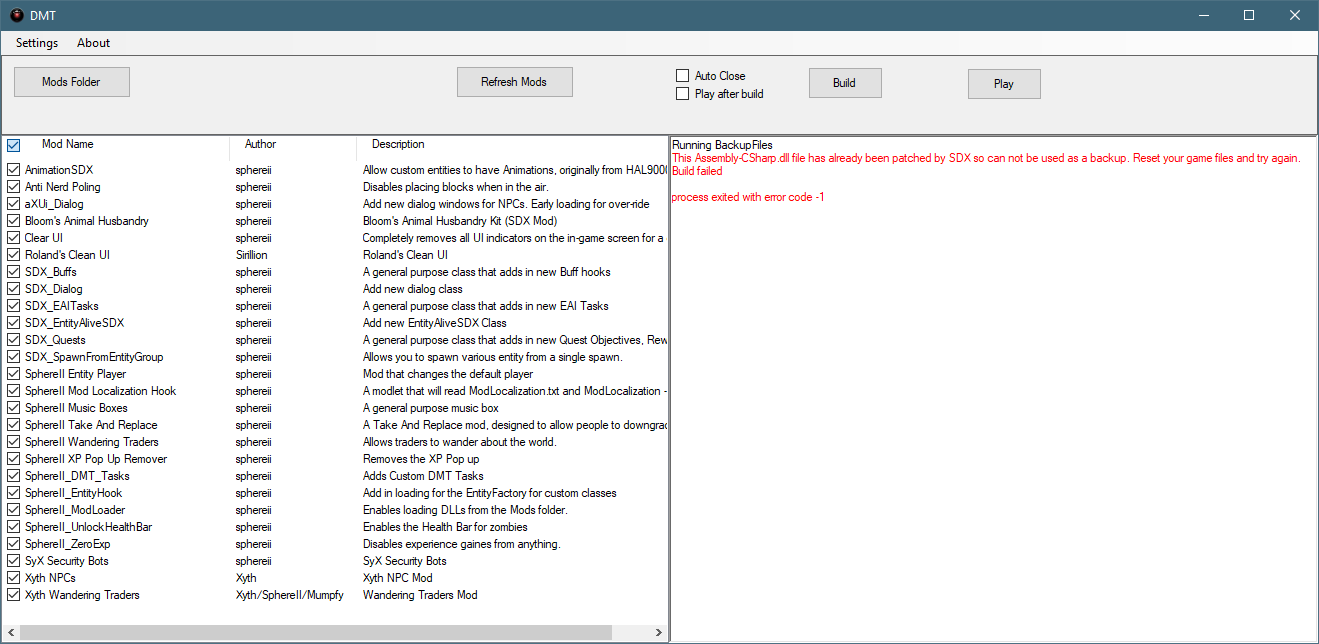 DMT
Settings About
Mods Folder
Refresh Mods
Auto Close
Play after build
Build
Play
Mod Name Author Description
AnimationSDX sphereii Allow custom entities to have Animations, originally from HAL9000
Anti Nerd Poling sphereii Disables placing blocks when in the air.
aXUi_Dialog sphereii Add new dialog windows for NPCs. Early loading for over-ride
Bloom's Animal Husbandry sphereii Bloom's Animal Husbandry Kit (SDX Mod)
Clear UI sphereii Completely removes all UI indicators on the in-game screen for a
Roland's Clean UI Sirillion Roland's Clean UI
SDX_Buffs sphereii A general purpose class that adds in new Buff hooks
SDX_Dialog sphereii Add new dialog class
SDX_EAITasks sphereii A general purpose class that adds in new EAI Tasks
SDX_EntityAliveSDX sphereii Add new EntityAliveSDX Class
SDX_Quests sphereii A general purpose class that adds in new Quest Objectives, Rew
SDX_SpawnFromEntityGroup sphereii Allows you to spawn various entity from a single spawn.
SphereII Entity Player sphereii Mod that changes the default player
SphereII Mod Localization Hook sphereii A modlet that will read ModLocalization.txt and ModLocalization -
SphereII Music Boxes sphereii A general purpose music box
SphereII Take And Replace sphereii A Take And Replace mod, designed to allow people to downgrad
SphereII Wandering Traders sphereii Allows traders to wander about the world.
SphereII XP Pop Up Remover sphereii Removes the XP Pop up
SphereII_DMT_Tasks sphereii Adds Custom DMT Tasks
SphereII_EntityHook sphereii Add in loading for the EntityFactory for custom classes
SphereII_ModLoader sphereii Enables loading DLLs from the Mods folder.
SphereII_UnlockHealthBar sphereii Enables the Health Bar for zombies
SphereII_ZeroExp sphereii Disables experience gaines from anything.
SyX Security Bots sphereii SyX Security Bots
Xyth NPCs Xyth Xyth NPC Mod
Xyth Wandering Traders Xyth/SphereII/Mumpfy Wandering Traders Mod
Running BackupFiles
This Assembly-CSharp.dll file has already been patched by SDX so can not be used as a backup. Reset your game files and try again.
Build failed
process exited with error code -1